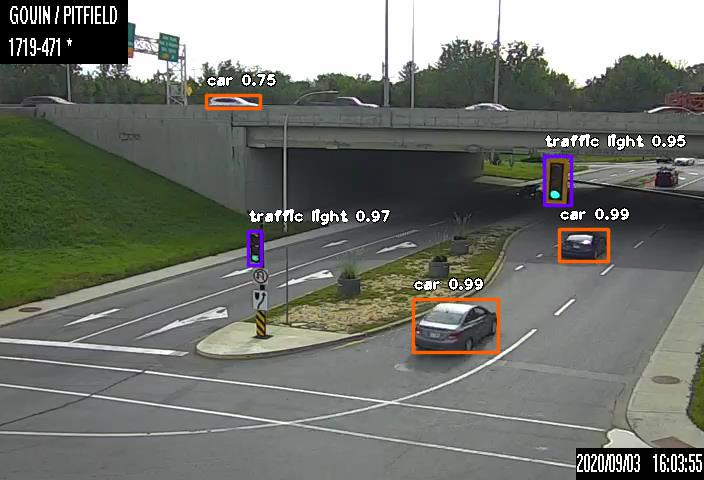 GOUIN / PITFIELD
1719-471 *
car 0.75
traffic light 0.95
traffic light 0.97
car 0.99
car 0.99
2020/09/03 16:03:55